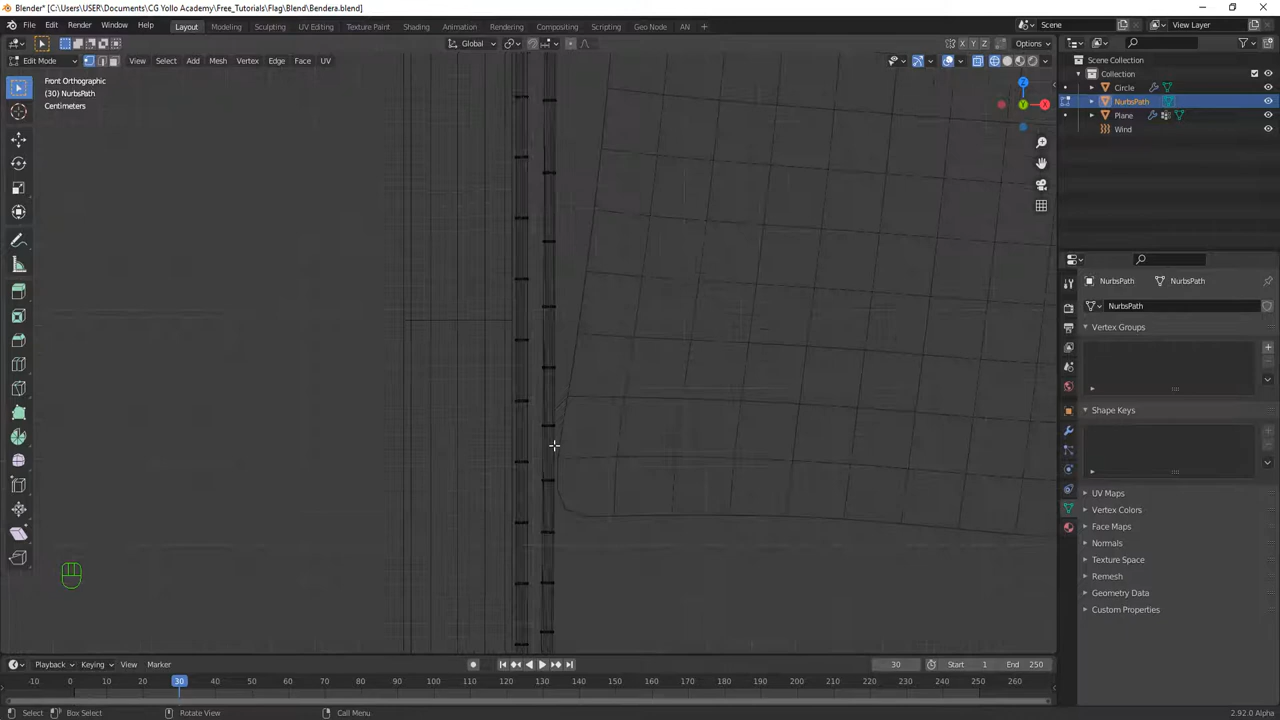 Blender* [C:\Users\USER\Documents\CG Yollo Academy\Free_Tutorials\Flag\Blend\Bendera.blend]
File Edit Render Window Help Layout Modeling Sculpting UV Editing Texture Paint Shading Animation Rendering Compositing Scripting Geo Node AN Scene View Layer
Global X Y Z Options
Edit Mode View Select Add Mesh Vertex Edge Face UV
Front Orthographic
(30) NurbsPath
Centimeters
Z
X
Y
Scene Collection
Collection
Circle
NurbsPath
Plane
Wind
NurbsPath NurbsPath
NurbsPath
Vertex Groups
Shape Keys
UV Maps
Vertex Colors
Face Maps
Normals
Texture Space
Remesh
Geometry Data
Custom Properties
Playback Keying View Marker 30 Start 1 End 250
-10 0 10 20 30 40 50 60 70 80 90 100 110 120 130 140 150 160 170 180 190 200 210 220 230 240 250 260
Select Box Select Rotate View Call Menu 2.92.0 Alpha